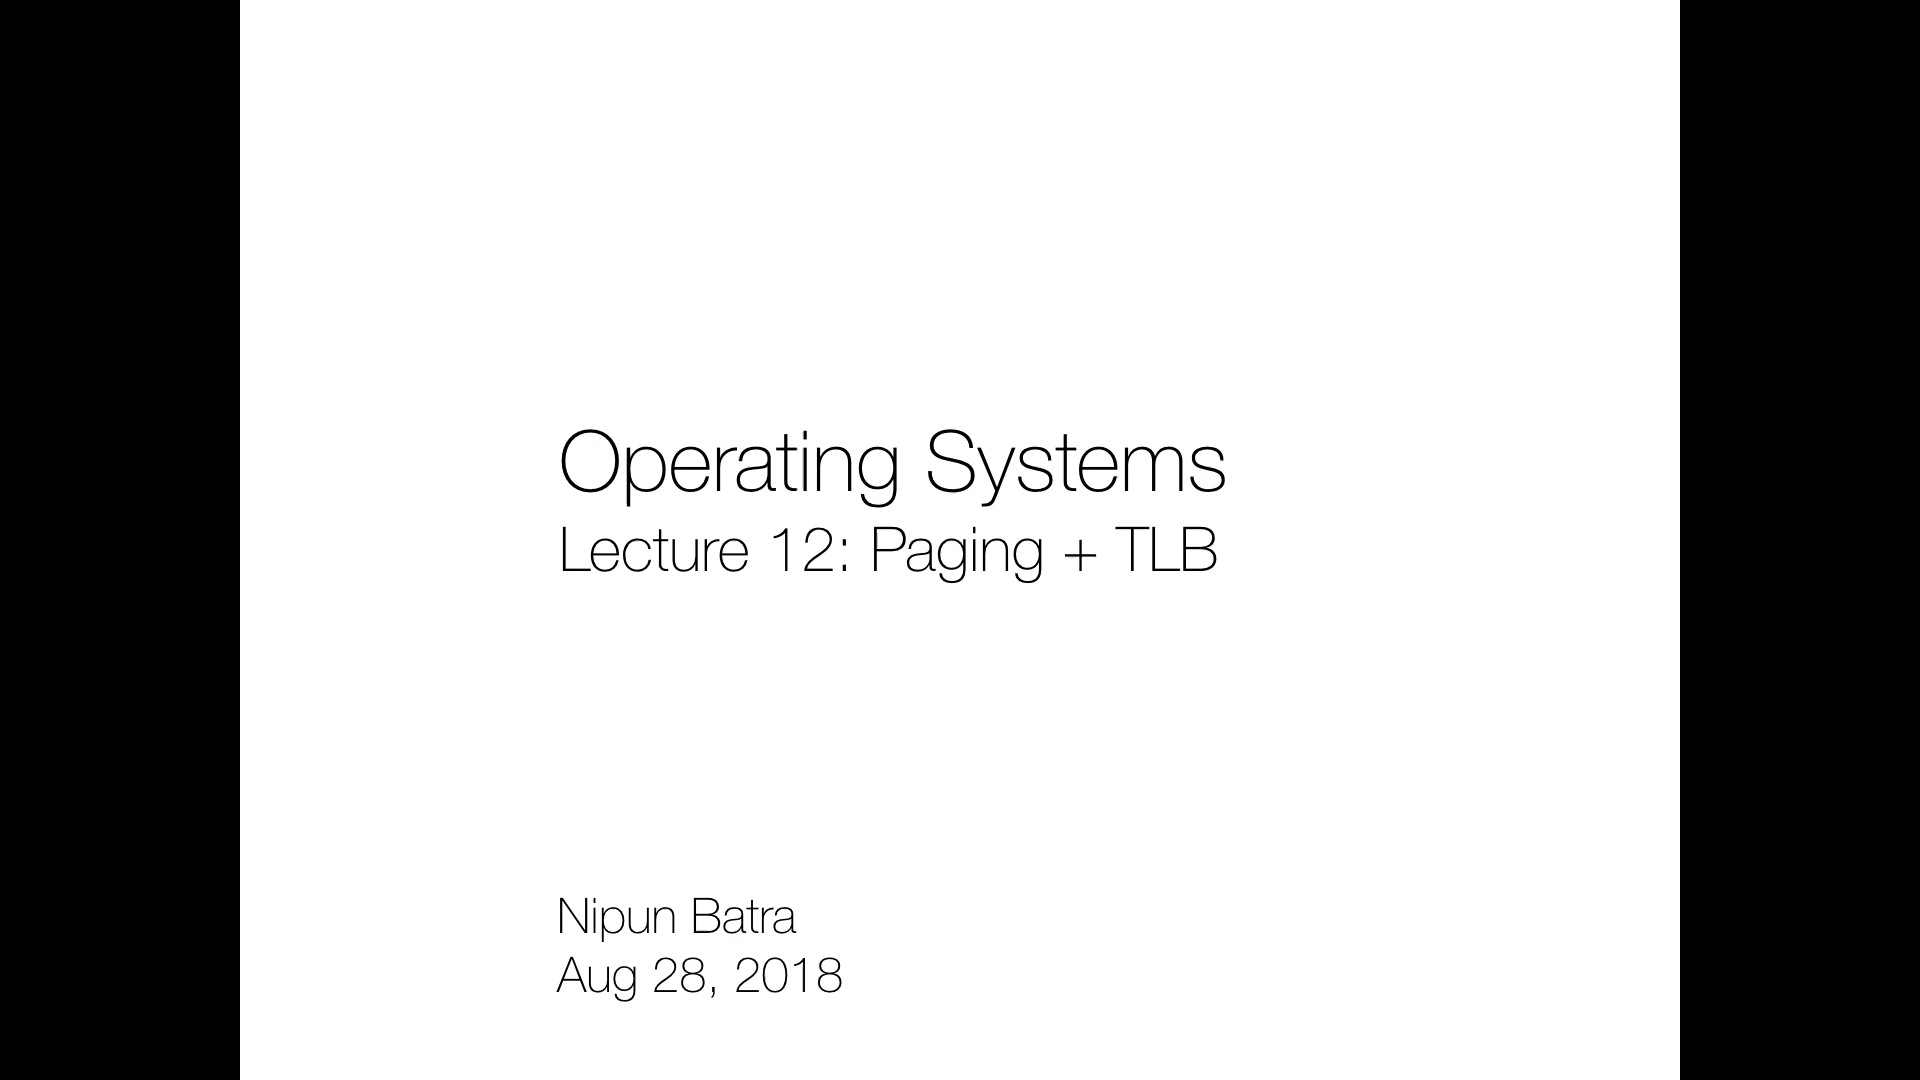 Operating Systems
Lecture 12: Paging + TLB
Nipun Batra
Aug 28, 2018